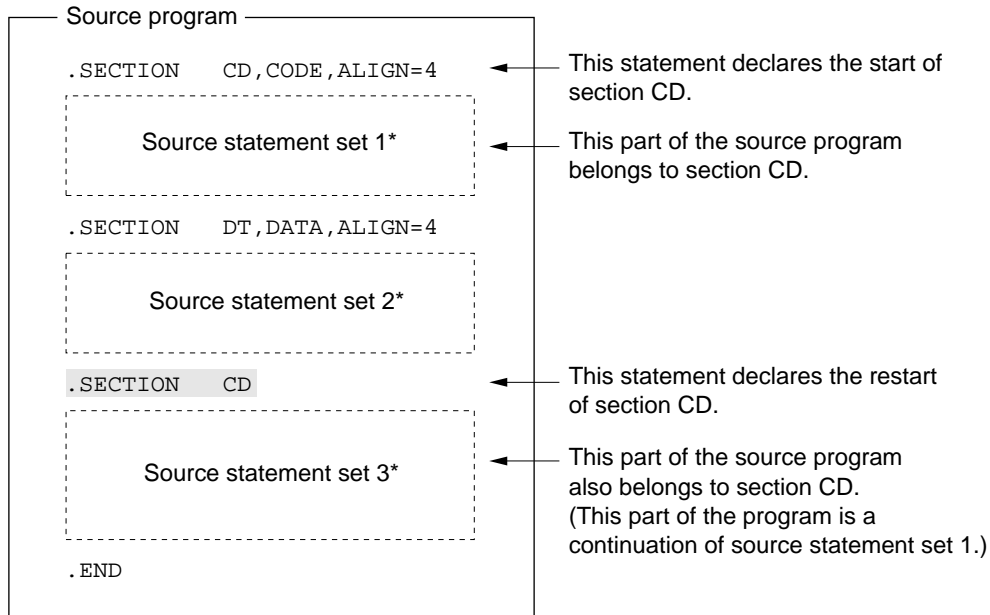 Source program
.SECTION CD,CODE,ALIGN=4
This statement declares the start of
section CD.
Source statement set 1*
This part of the source program
belongs to section CD.
.SECTION DT,DATA,ALIGN=4
Source statement set 2*
.SECTION CD
This statement declares the restart
of section CD.
Source statement set 3*
This part of the source program
also belongs to section CD.
(This part of the program is a
continuation of source statement set 1.)
.END